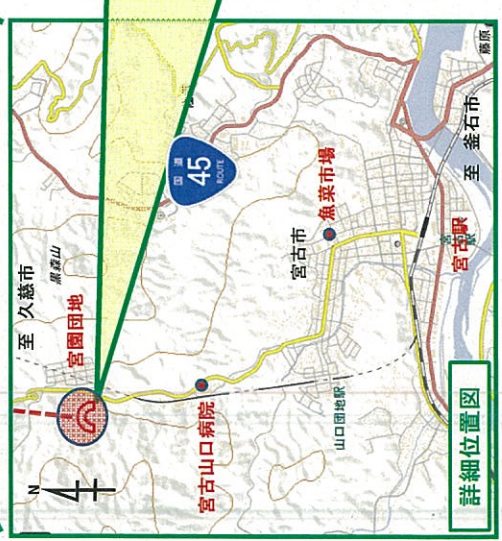 至 久慈市
黒森山
宮園団地
N
国道
45
ROUTE
宮古山口病院
宮古市
魚菜市場
山口団地駅
藤原
至 釜石市
宮古駅
詳細位置図